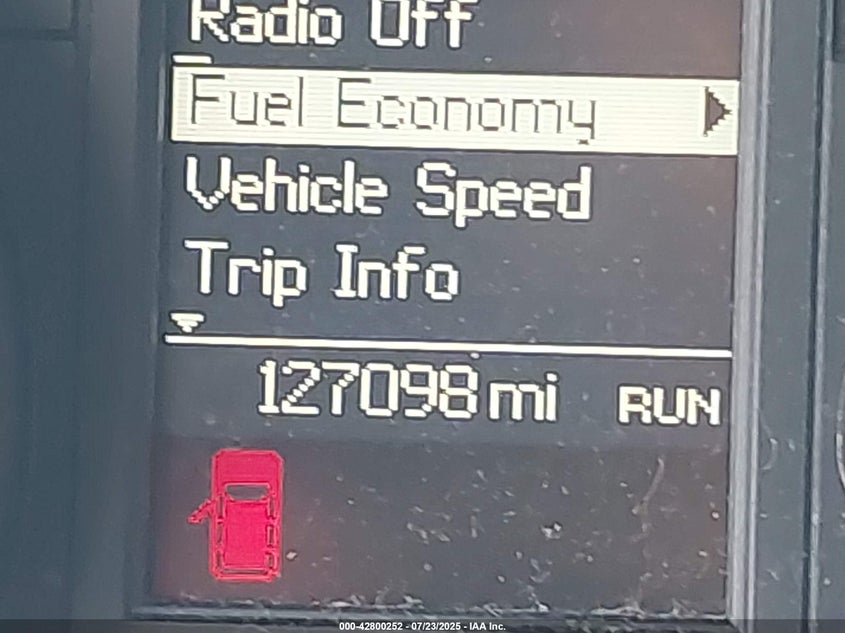 Radio Off
Fuel Economy
Vehicle Speed
Trip Info
127098 mi RUN
000-42800252 - 07/23/2025 - IAA Inc.